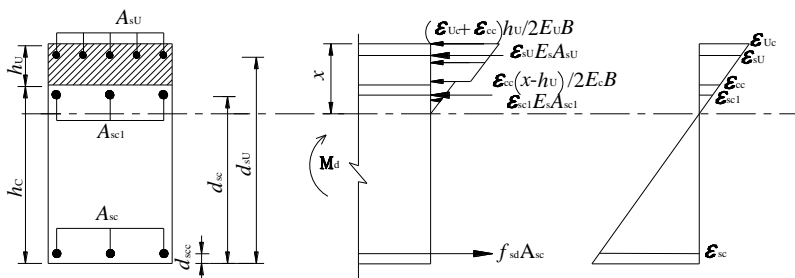 AsU
hU
Asc1
hC
Asc
dscc
dsc
dsU
(εUc+εcc)hU/2EUB
εsUEsAsU
εcc(x-hU)/2EcB
εsc1EsAsc1
x
Md
fsdAsc
εUc
εsU
εcc
εsc1
εsc